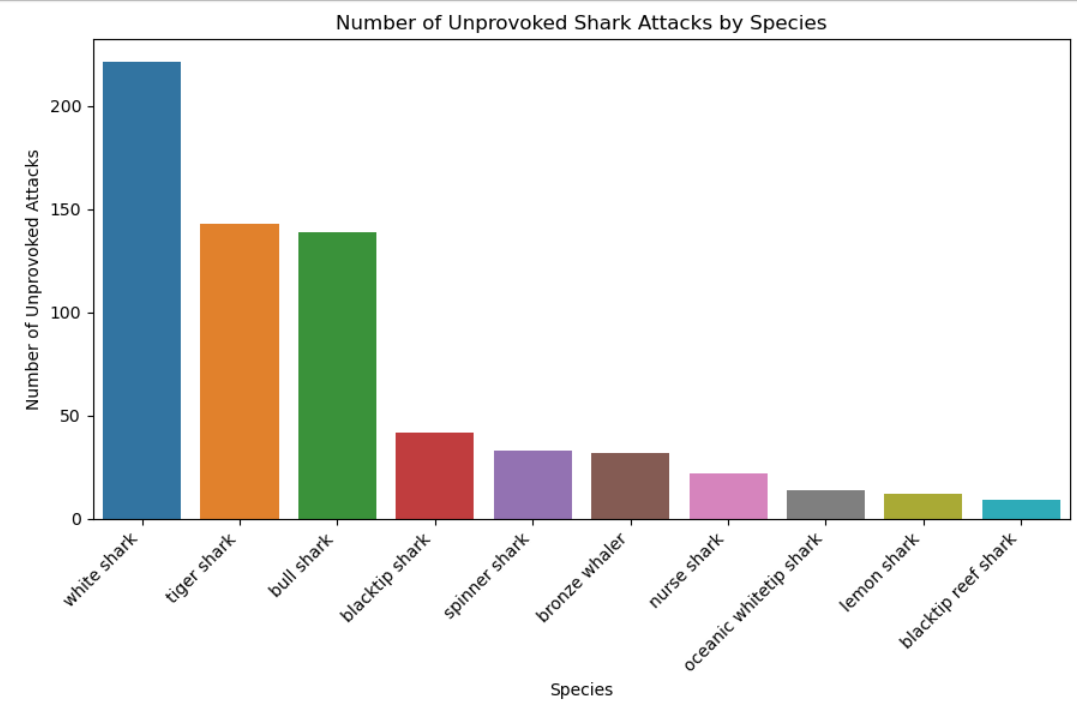 Number of Unprovoked Shark Attacks by Species
Number of Unprovoked Attacks
200
150
100
50
0
white shark
tiger shark
bull shark
blacktip shark
spinner shark
bronze whaler
nurse shark
oceanic whitetip shark
lemon shark
blacktip reef shark
Species